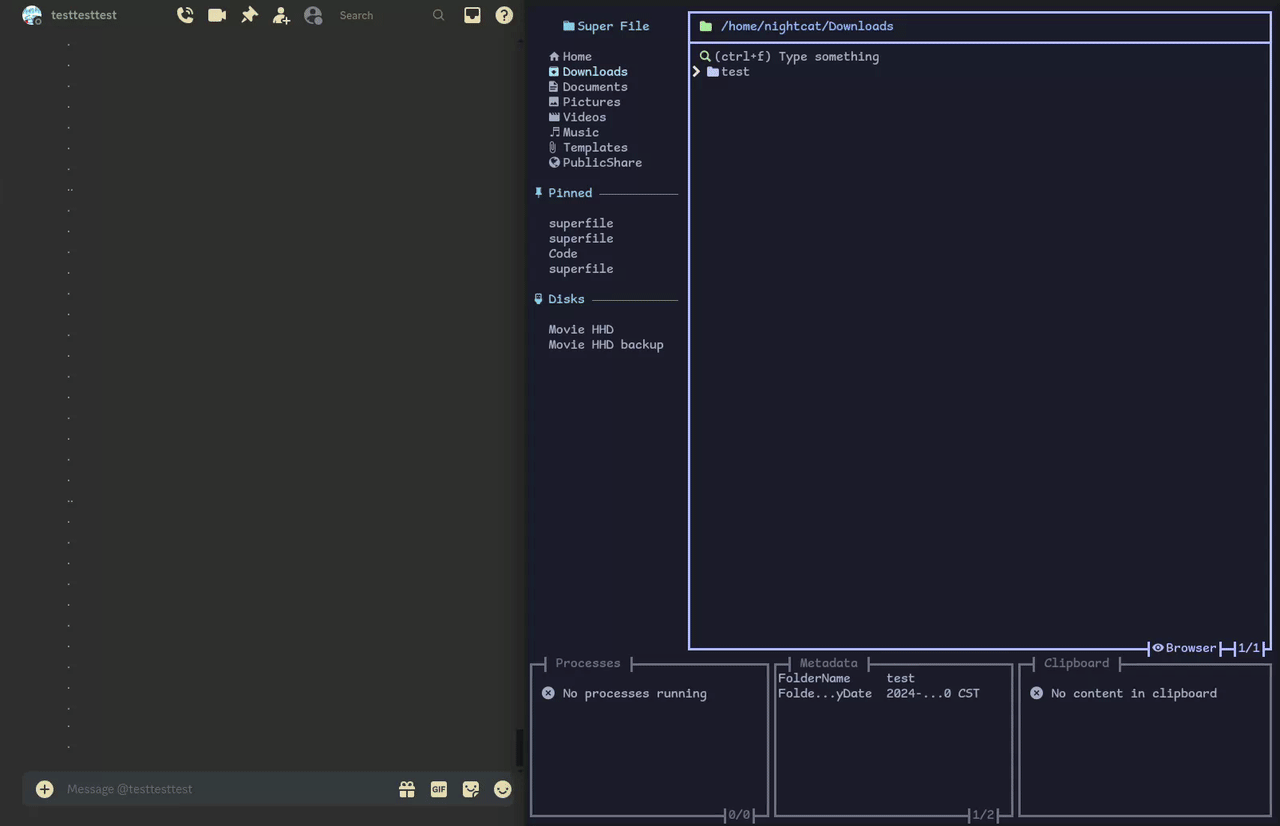 testtesttest
Search
Message @testtesttest
GIF
Super File
Home
Downloads
Documents
Pictures
Videos
Music
Templates
PublicShare
Pinned
superfile
superfile
Code
superfile
Disks
Movie HHD
Movie HHD backup
/home/nightcat/Downloads
(ctrl+f) Type something
test
Browser 1/1
Processes
No processes running
0/0
Metadata
FolderName test
Folde...yDate 2024-...0 CST
1/2
Clipboard
No content in clipboard